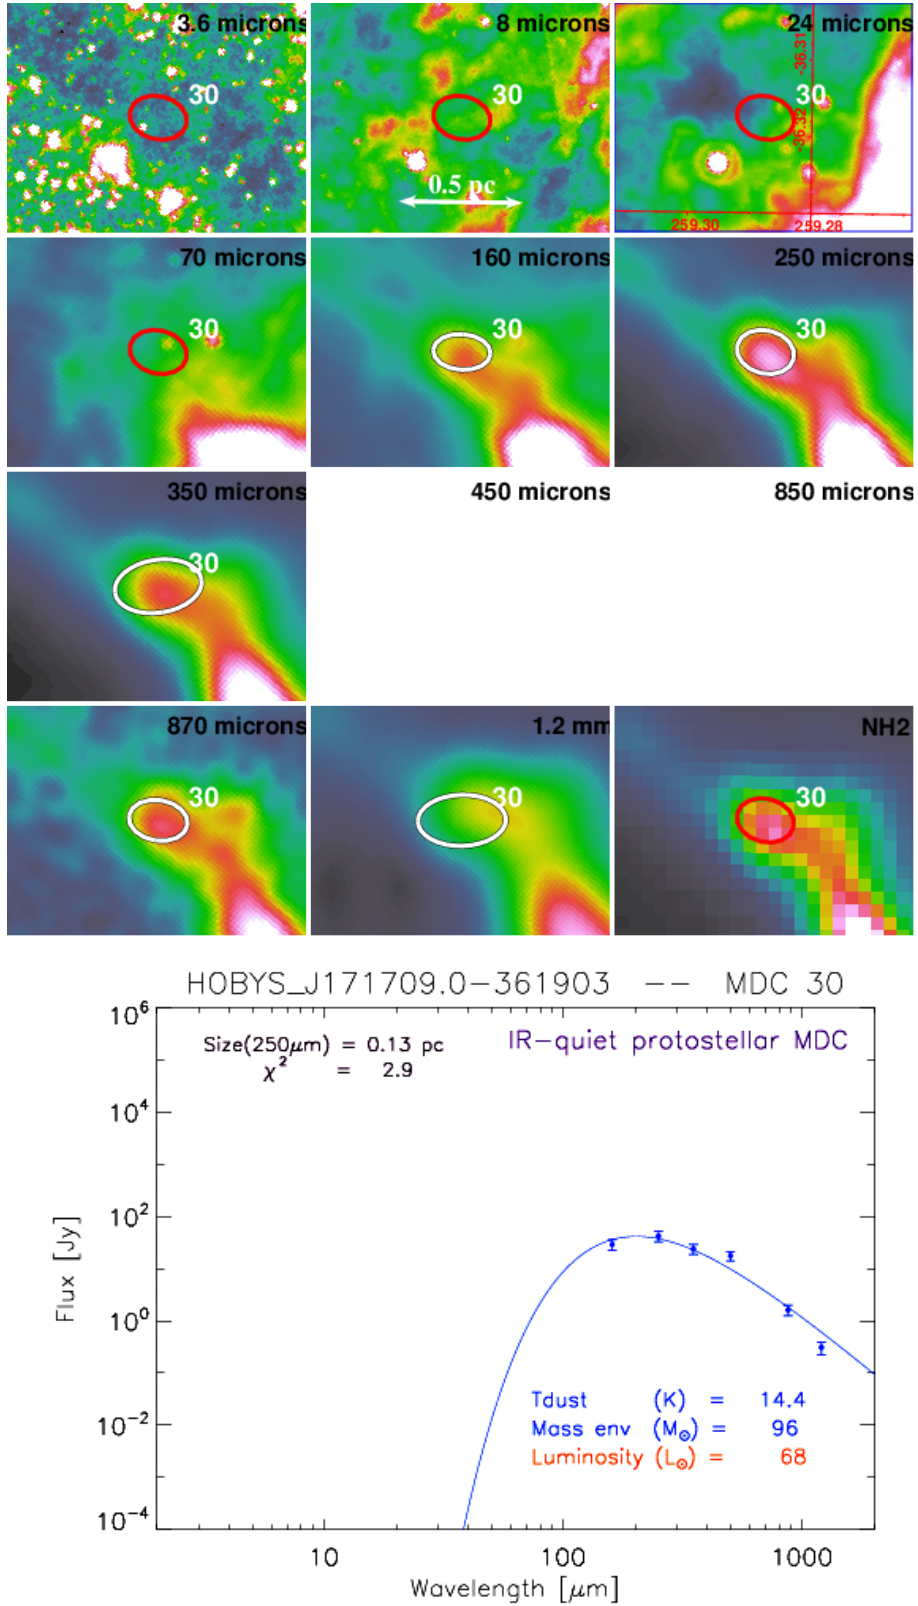 3.6 microns
30
8 microns
30
0.5 pc
24 microns
30
-36.31
-36.32
259.30
259.28
70 microns
30
160 microns
30
250 microns
30
350 microns
30
450 microns
850 microns
870 microns
30
1.2 mm
30
NH2
30
HOBYS_J171709.0-361903 -- MDC 30
Size(250μm) = 0.13 pc
χ² = 2.9
IR-quiet protostellar MDC
10⁶
10⁴
10²
10⁰
10⁻²
10⁻⁴
Flux [Jy]
Tdust (K) = 14.4
Mass env (M⊙) = 96
Luminosity (L⊙) = 68
10
100
1000
Wavelength [μm]